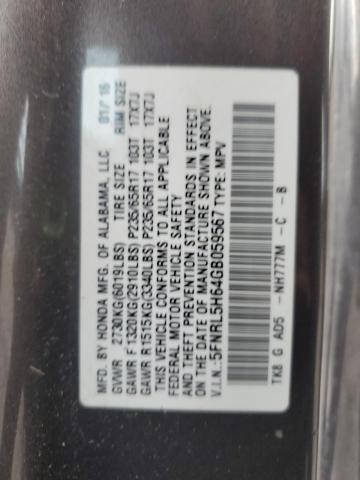 MFD. BY HONDA MFG. OF ALABAMA, LLC. 01/16
GVWR 2730KG(6019LBS) TIRE SIZE RIM SIZE
GAWR F 1320KG(2910LBS) P235/65R17 103T 17X7J
GAWR R 1515KG(3340LBS) P235/65R17 103T 17X7J
THIS VEHICLE CONFORMS TO ALL APPLICABLE
FEDERAL MOTOR VEHICLE SAFETY
AND THEFT PREVENTION STANDARDS IN EFFECT
ON THE DATE OF MANUFACTURE SHOWN ABOVE.
V.I.N.: 5FNRL5H64GB059567 TYPE: MPV
TK8 G AD5 - NH777M - C - B